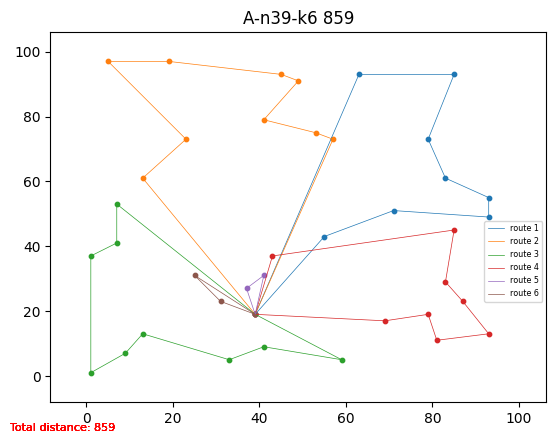 A-n39-k6 859
100
80
60
40
20
0
0 20 40 60 80 100
route 1
route 2
route 3
route 4
route 5
route 6
Total distance: 859